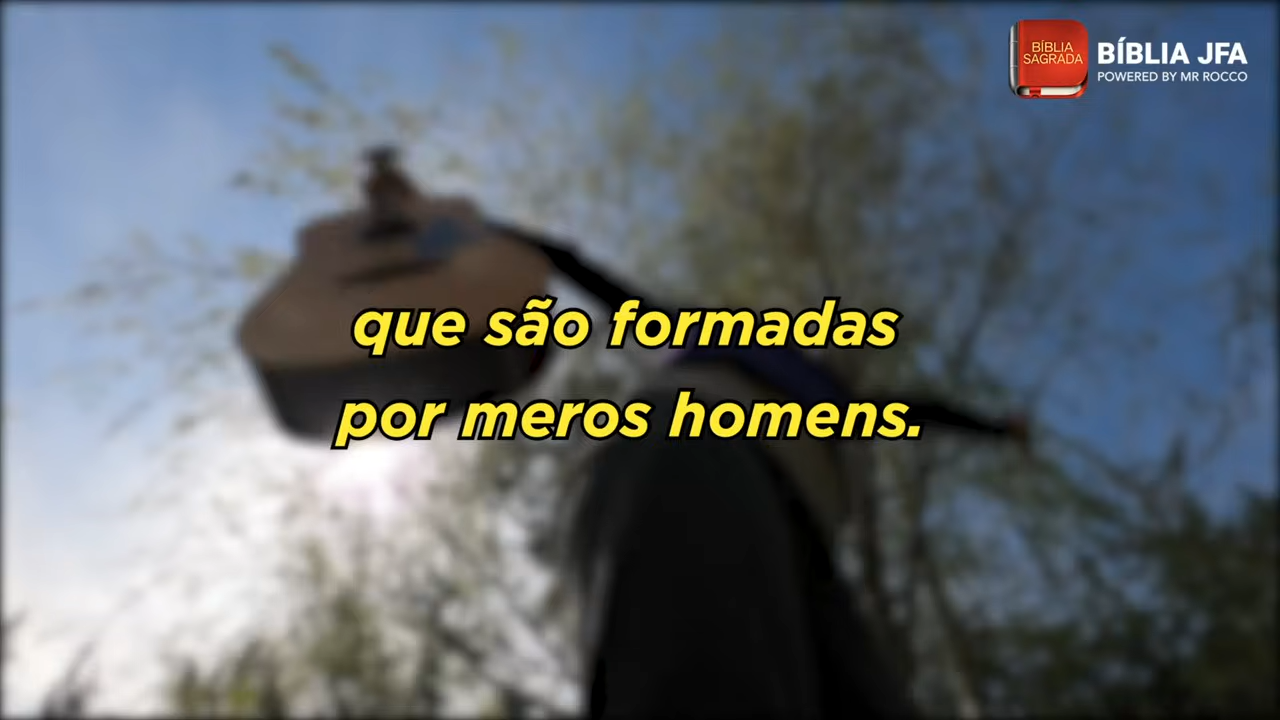 BÍBLIA
SAGRADA
BÍBLIA JFA
POWERED BY MR ROCCO
que são formadas
por meros homens.